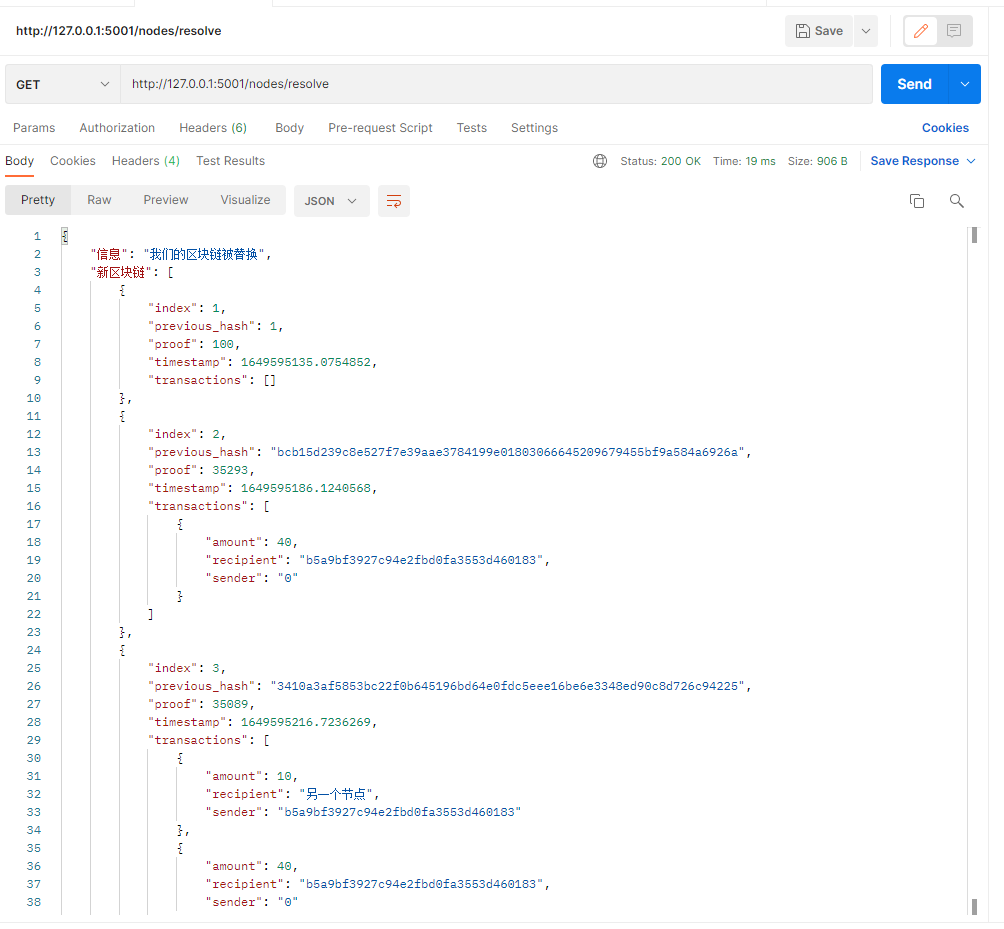 http://127.0.0.1:5001/nodes/resolve
Save
GET
http://127.0.0.1:5001/nodes/resolve
Send
Params Authorization Headers (6) Body Pre-request Script Tests Settings Cookies
Body Cookies Headers (4) Test Results Status: 200 OK Time: 19 ms Size: 906 B Save Response
Pretty Raw Preview Visualize JSON
1 {
2 "信息": "我们的区块链被替换",
3 "新区块链": [
4 {
5 "index": 1,
6 "previous_hash": 1,
7 "proof": 100,
8 "timestamp": 1649595135.0754852,
9 "transactions": []
10 },
11 {
12 "index": 2,
13 "previous_hash": "bcb15d239c8e527f7e39aae3784199e01803066645209679455bf9a584a6926a",
14 "proof": 35293,
15 "timestamp": 1649595186.1240568,
16 "transactions": [
17 {
18 "amount": 40,
19 "recipient": "b5a9bf3927c94e2fbd0fa3553d460183",
20 "sender": "0"
21 }
22 ]
23 },
24 {
25 "index": 3,
26 "previous_hash": "3410a3af5853bc22f0b645196bd64e0fdc5eee16be6e3348ed90c8d726c94225",
27 "proof": 35089,
28 "timestamp": 1649595216.7236269,
29 "transactions": [
30 {
31 "amount": 10,
32 "recipient": "另一个节点",
33 "sender": "b5a9bf3927c94e2fbd0fa3553d460183"
34 },
35 {
36 "amount": 40,
37 "recipient": "b5a9bf3927c94e2fbd0fa3553d460183",
38 "sender": "0"